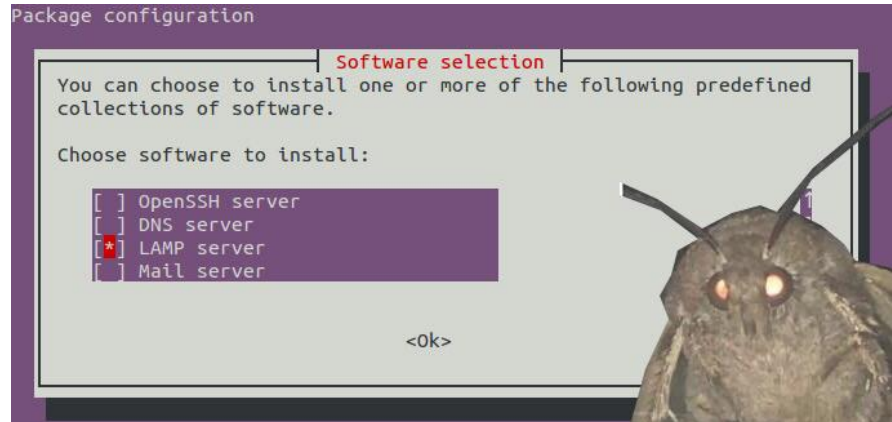 Package configuration
Software selection
You can choose to install one or more of the following predefined
collections of software.
Choose software to install:
[ ] OpenSSH server
[ ] DNS server
[*] LAMP server
[ ] Mail server
<Ok>